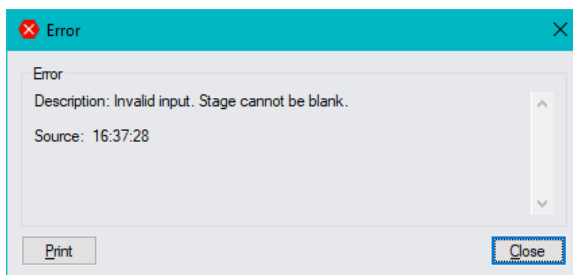 Error
Error
Description: Invalid input. Stage cannot be blank.
Source: 16:37:28
Print
Close